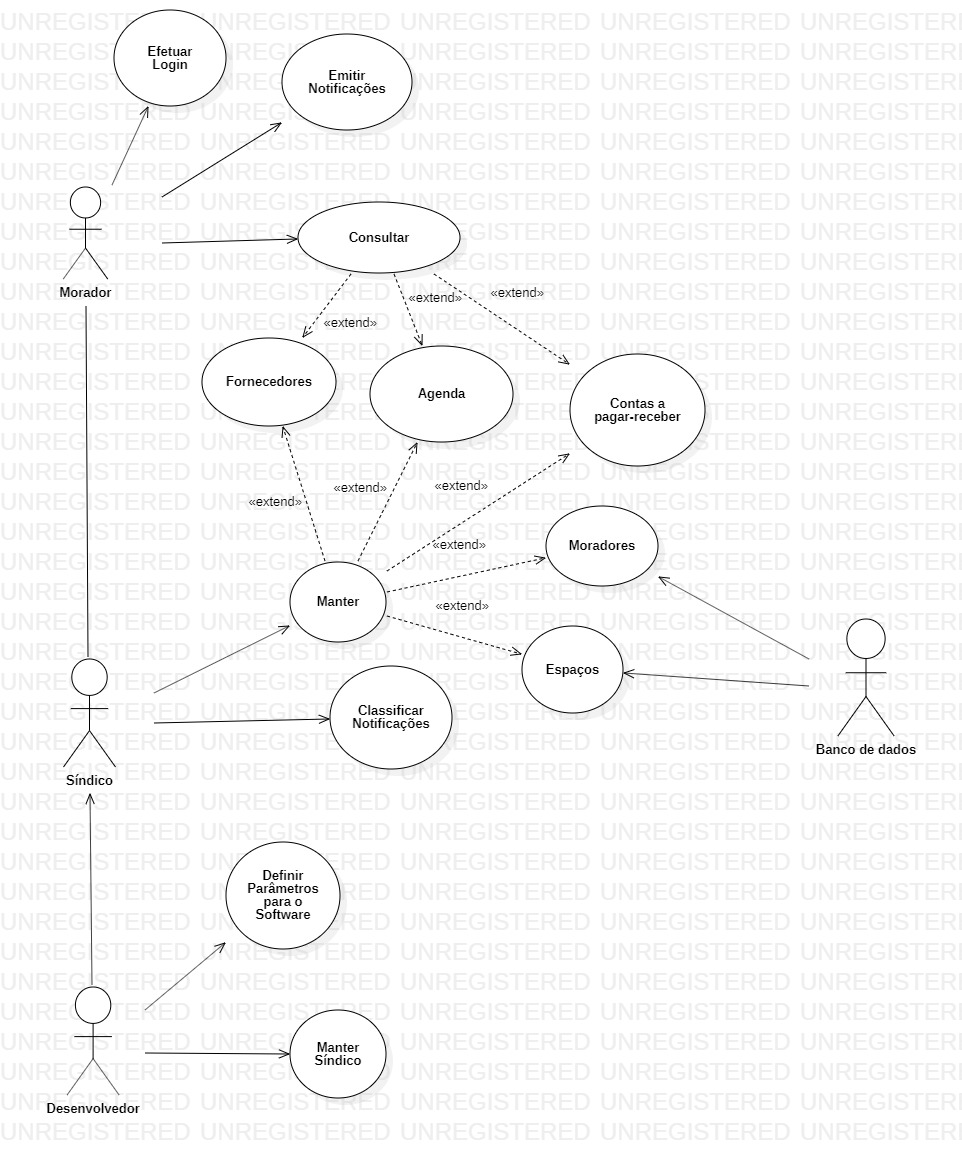 Efetuar
Login
Emitir
Notificações
Morador
Consultar
«extend»
«extend»
«extend»
Fornecedores
Agenda
Contas a
pagar-receber
«extend»
«extend»
«extend»
«extend»
Moradores
Manter
«extend»
Espaços
Síndico
Classificar
Notificações
Banco de dados
Definir
Parâmetros
para o
Software
Desenvolvedor
Manter
Síndico
UNREGISTERED